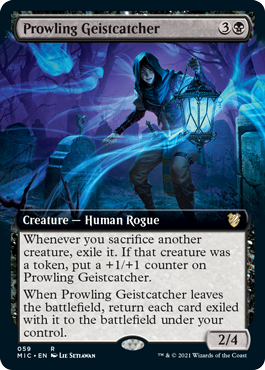 Prowling Geistcatcher 3
Creature — Human Rogue
Whenever you sacrifice another
creature, exile it. If that creature was
a token, put a +1/+1 counter on
Prowling Geistcatcher.
When Prowling Geistcatcher leaves
the battlefield, return each card exiled
with it to the battlefield under your
control.
2/4
059 R
MIC • EN Lie Setiawan
™ & © 2021 Wizards of the Coast